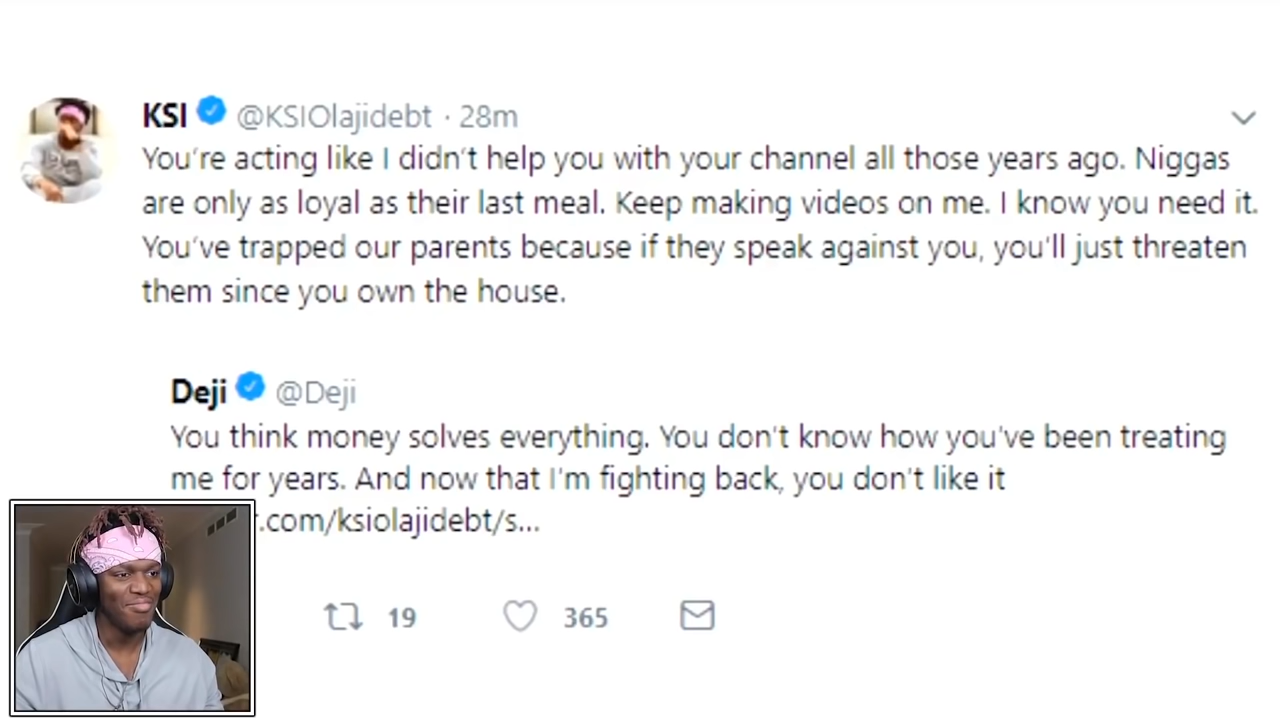 KSI @KSIOlajidebt · 28m
You're acting like I didn't help you with your channel all those years ago. Niggas
are only as loyal as their last meal. Keep making videos on me. I know you need it.
You've trapped our parents because if they speak against you, you'll just threaten
them since you own the house.
Deji @Deji
You think money solves everything. You don't know how you've been treating
me for years. And now that I'm fighting back, you don't like it
.com/ksiolajidebt/s...
19 365